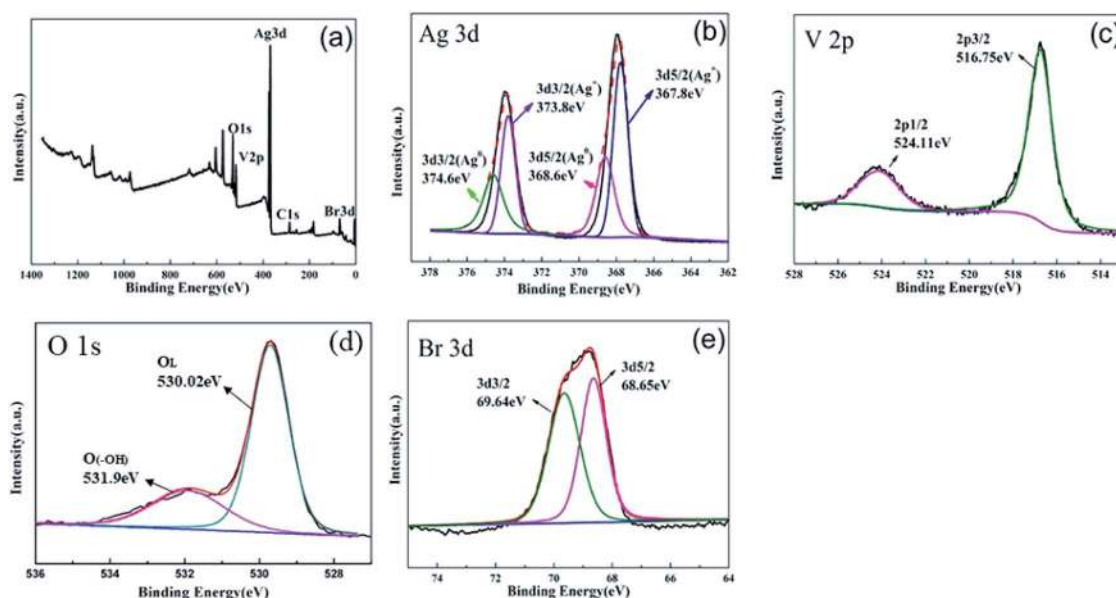 (a)
Ag3d
O1s
V2p
C1s
Br3d
Intensity(a.u.)
1400 1200 1000 800 600 400 200 0
Binding Energy(eV)
Ag 3d
(b)
3d3/2(Ag+)
373.8eV
3d5/2(Ag+)
367.8eV
3d3/2(Ag0)
374.6eV
3d5/2(Ag0)
368.6eV
Intensity(a.u.)
378 376 374 372 370 368 366 364 362
Binding Energy(eV)
V 2p
(c)
2p3/2
516.75eV
2p1/2
524.11eV
Intensity(a.u.)
528 526 524 522 520 518 516 514
Binding Energy(eV)
O 1s
(d)
OL
530.02eV
O(-OH)
531.9eV
Intensity(a.u.)
536 534 532 530 528
Binding Energy(eV)
Br 3d
(e)
3d5/2
68.65eV
3d3/2
69.64eV
Intensity(a.u.)
75 70 68 66 64
Binding Energy(eV)